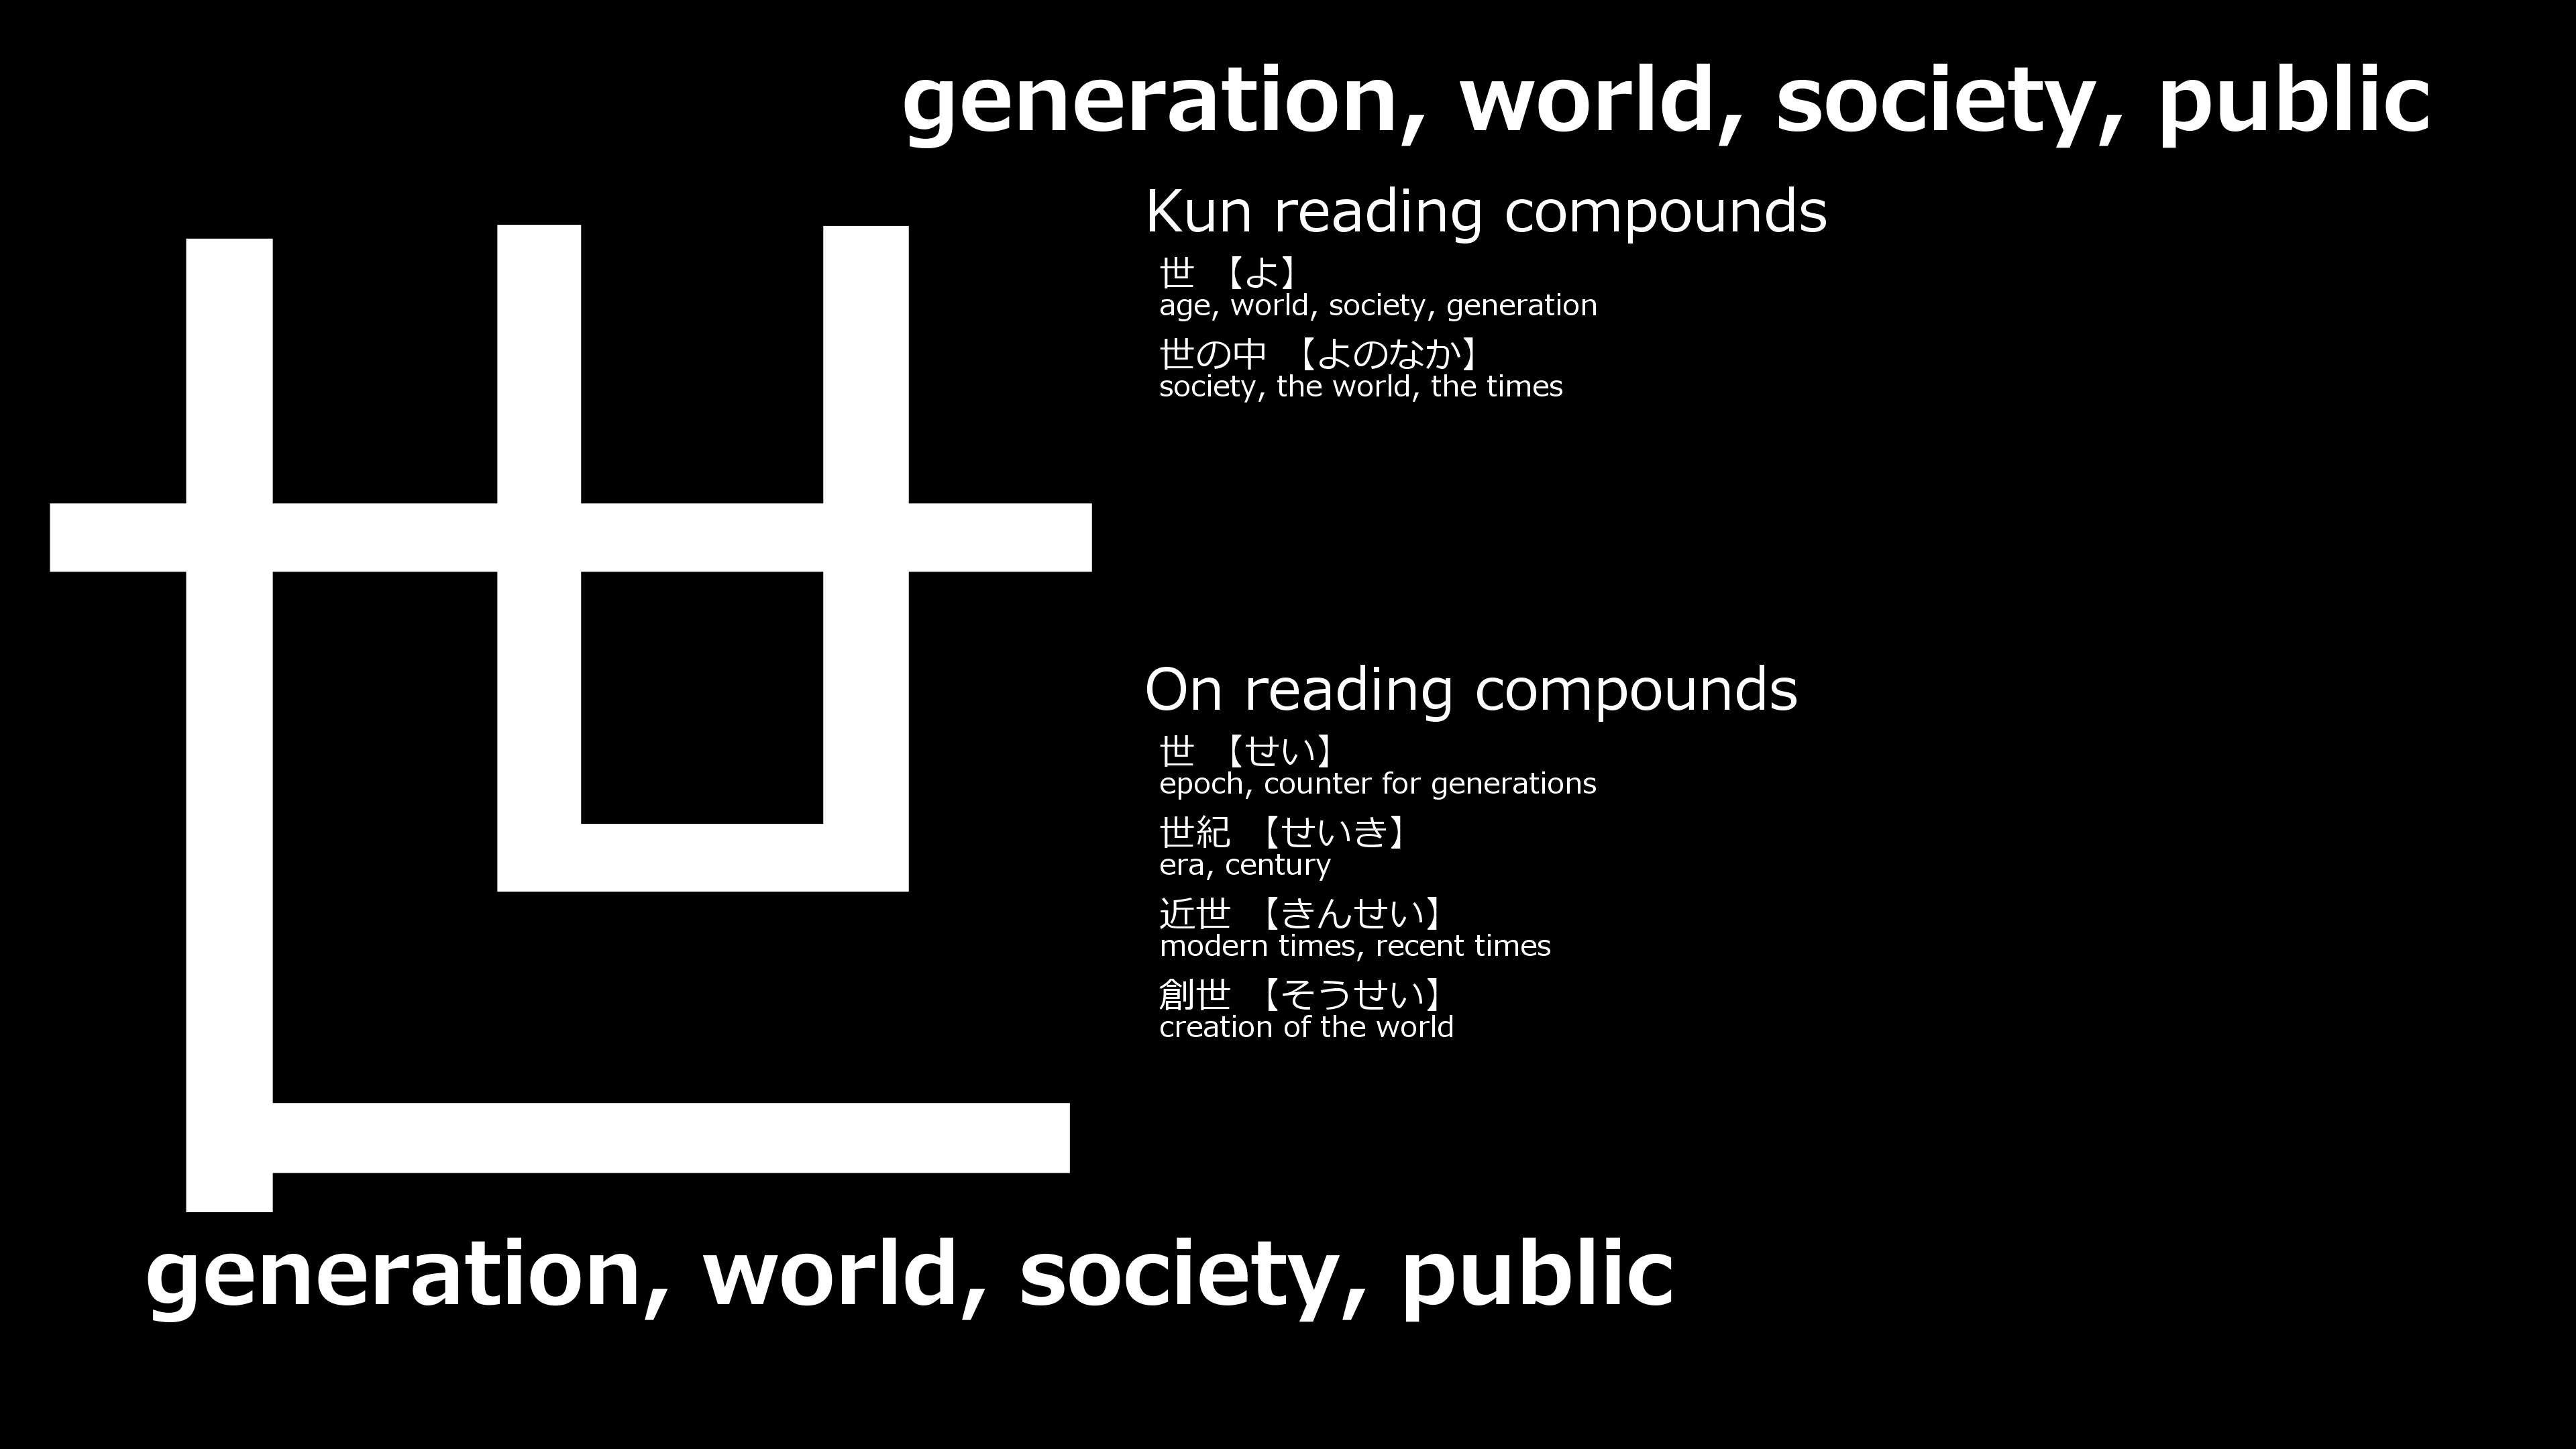 generation, world, society, public
世
Kun reading compounds
世 【よ】
age, world, society, generation
世の中 【よのなか】
society, the world, the times
On reading compounds
世 【せい】
epoch, counter for generations
世紀 【せいき】
era, century
近世 【きんせい】
modern times, recent times
創世 【そうせい】
creation of the world
generation, world, society, public